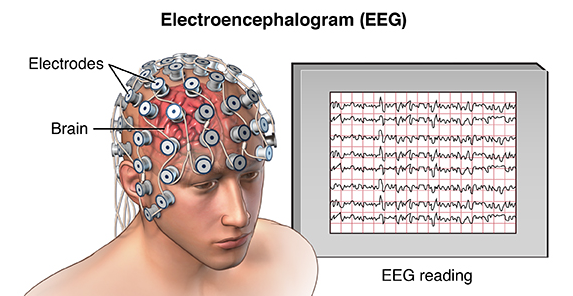 Electroencephalogram (EEG)
Electrodes
Brain
EEG reading